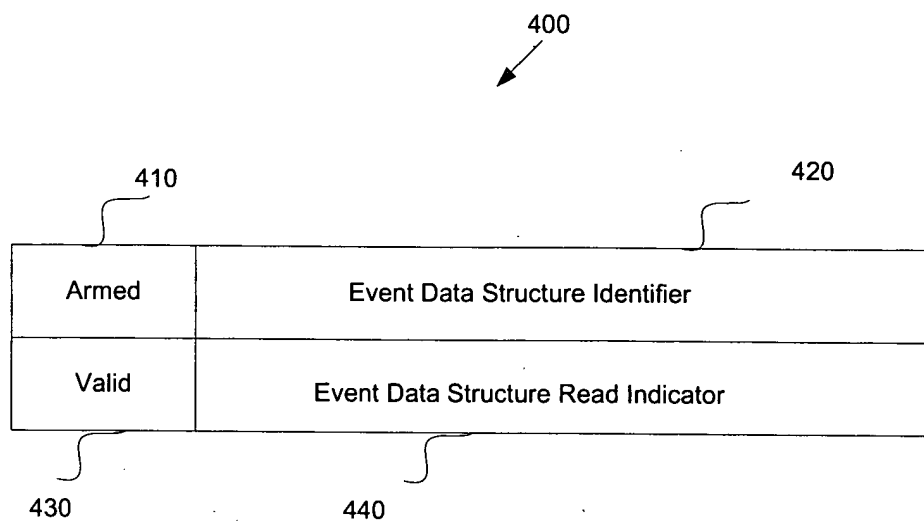 400
410
420
Armed
Event Data Structure Identifier
Valid
Event Data Structure Read Indicator
430
440